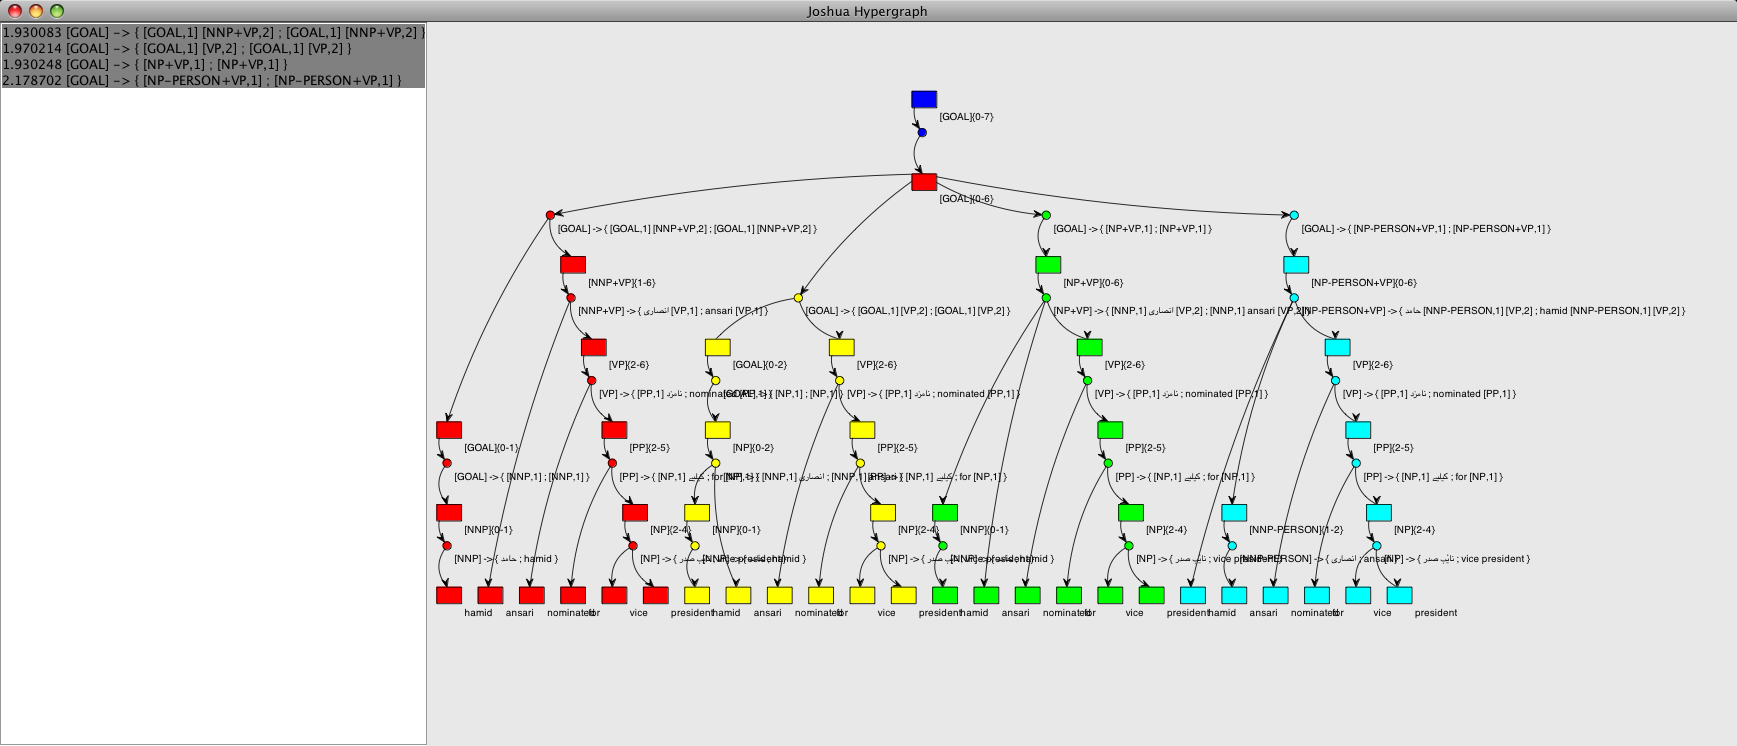 Joshua Hypergraph
1.930083 [GOAL] -> { [GOAL,1] [NNP+VP,2] ; [GOAL,1] [NNP+VP,2] }
1.970214 [GOAL] -> { [GOAL,1] [VP,2] ; [GOAL,1] [VP,2] }
1.930248 [GOAL] -> { [NP+VP,1] ; [NP+VP,1] }
2.178702 [GOAL] -> { [NP-PERSON+VP,1] ; [NP-PERSON+VP,1] }
[GOAL]{0-7}
[GOAL]{0-6}
[GOAL] -> { [GOAL,1] [NNP+VP,2] ; [GOAL,1] [NNP+VP,2] }
[GOAL] -> { [NP+VP,1] ; [NP+VP,1] }
[GOAL] -> { [NP-PERSON+VP,1] ; [NP-PERSON+VP,1] }
[NNP+VP]{1-6}
[NP+VP]{0-6}
[NP-PERSON+VP]{0-6}
[NNP+VP] -> { انصاری [VP,1] ; ansari [VP,1] }
[GOAL] -> { [GOAL,1] [VP,2] ; [GOAL,1] [VP,2] }
[NP+VP] -> { [NNP,1] انصاری [VP,2] ; [NNP,1] ansari [VP,2] }
[NP-PERSON+VP] -> { حامد [NNP-PERSON,1] [VP,2] ; hamid [NNP-PERSON,1] [VP,2] }
[VP]{2-6}
[GOAL]{0-2}
[VP]{2-6}
[VP]{2-6}
[VP]{2-6}
[VP] -> { [PP,1] نامزد ; nominated [PP,1] }
[GOAL] -> { [NP,1] ; [NP,1] }
[VP] -> { [PP,1] نامزد ; nominated [PP,1] }
[VP] -> { [PP,1] نامزد ; nominated [PP,1] }
[VP] -> { [PP,1] نامزد ; nominated [PP,1] }
[GOAL]{0-1}
[PP]{2-5}
[NP]{0-2}
[PP]{2-5}
[PP]{2-5}
[PP]{2-5}
[GOAL] -> { [NNP,1] ; [NNP,1] }
[PP] -> { [NP,1] کیلیے ; for [NP,1] }
[NP] -> { [NNP,1] انصاری ; [NNP,1] ansari }
[PP] -> { [NP,1] کیلیے ; for [NP,1] }
[PP] -> { [NP,1] کیلیے ; for [NP,1] }
[PP] -> { [NP,1] کیلیے ; for [NP,1] }
[NNP]{0-1}
[NP]{2-4}
[NNP]{0-1}
[NP]{2-4}
[NNP]{0-1}
[NP]{2-4}
[NNP-PERSON]{1-2}
[NP]{2-4}
[NNP] -> { حامد ; hamid }
[NP] -> { نایٔب صدر ; vice president }
[NNP] -> { حامد ; hamid }
[NP] -> { نایٔب صدر ; vice president }
[NNP] -> { حامد ; hamid }
[NP] -> { نایٔب صدر ; vice president }
[NNP-PERSON] -> { انصاری ; ansari }
[NP] -> { نایٔب صدر ; vice president }
hamid ansari nominated for vice president hamid ansari nominated for vice president hamid ansari nominated for vice president hamid ansari nominated for vice president